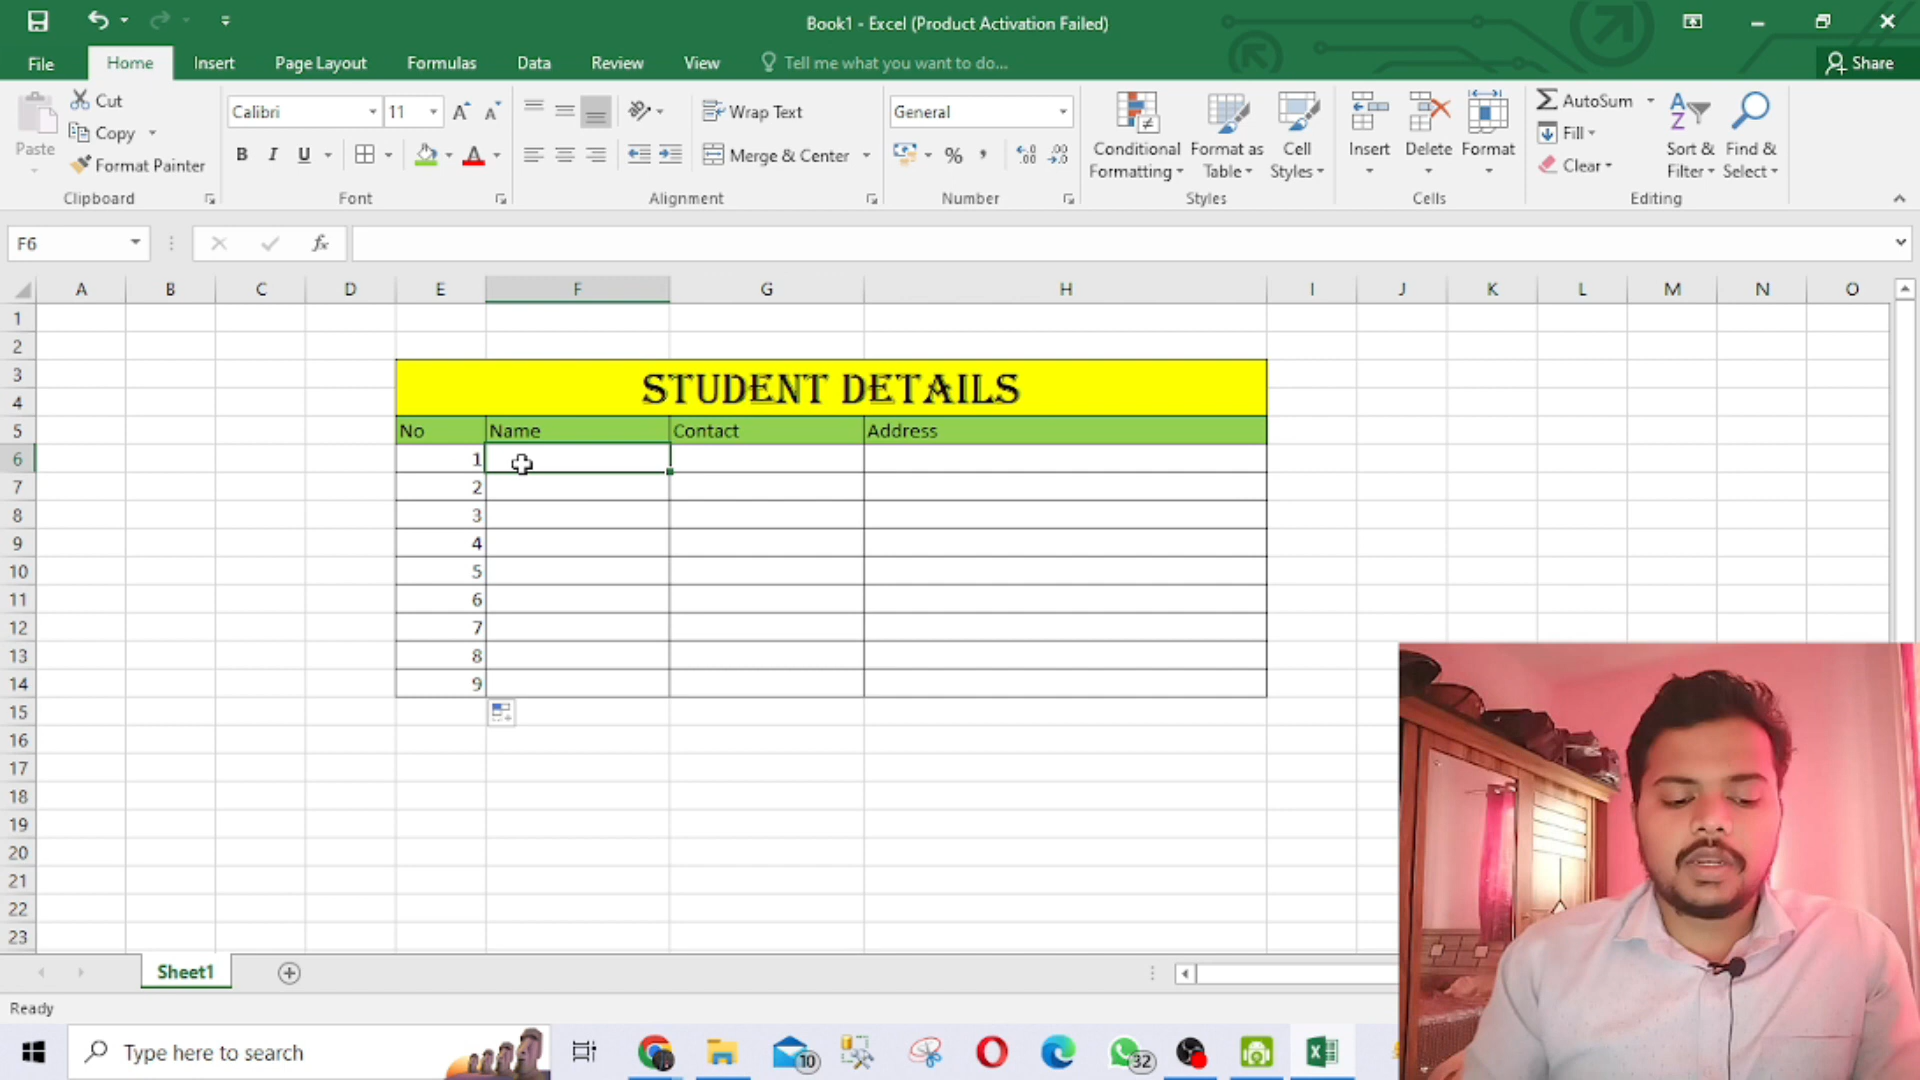 Book1 - Excel (Product Activation Failed)
File Home Insert Page Layout Formulas Data Review View Tell me what you want to do... Share
Paste
Cut
Copy
Format Painter
Clipboard
Calibri 11
B I U A
Font
Wrap Text
Merge & Center
Alignment
General
%
Number
Conditional Formatting
Format as Table
Cell Styles
Styles
Insert Delete Format
Cells
AutoSum
Fill
Clear
Sort & Filter
Find & Select
Editing
F6 fx
A B C D E F G H I J K L M N O
1
2
3
4
STUDENT DETAILS
5 No Name Contact Address
6 1
7 2
8 3
9 4
10 5
11 6
12 7
13 8
14 9
15
16
17
18
19
20
21
22
23
Sheet1
Ready
Type here to search 10 32